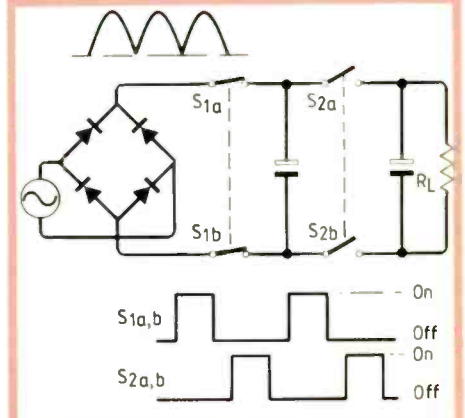 S1a S2a
RL
S1b S2b
S1a,b
On
Off
S2a,b
On
Off